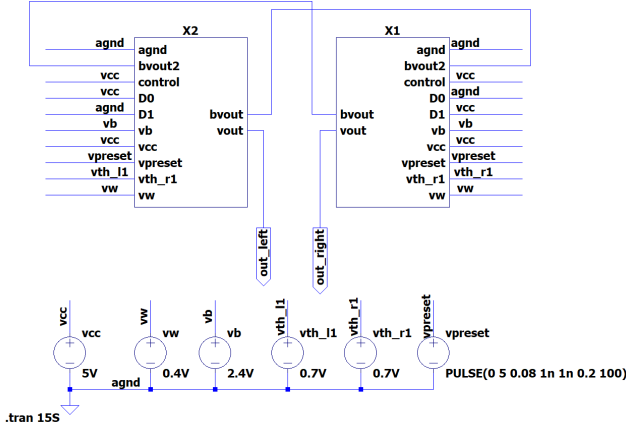 X2 X1
agnd agnd agnd agnd
bvout2 bvout2
vcc control control vcc
vcc D0 D0 agnd
agnd D1 bvout bvout D1 vcc
vb vb vout vout vb vb
vcc vcc vcc vcc
vpreset vpreset vpreset vpreset
vth_l1 vth_r1 vth_r1 vth_r1
vw vw vw vw
out_left out_right
vcc vw vb vth_l1 vth_r1 vpreset
vcc vw vb vth_l1 vth_r1 vpreset
5V 0.4V 2.4V 0.7V 0.7V PULSE(0 5 0.08 1n 1n 0.2 100)
agnd
.tran 15S